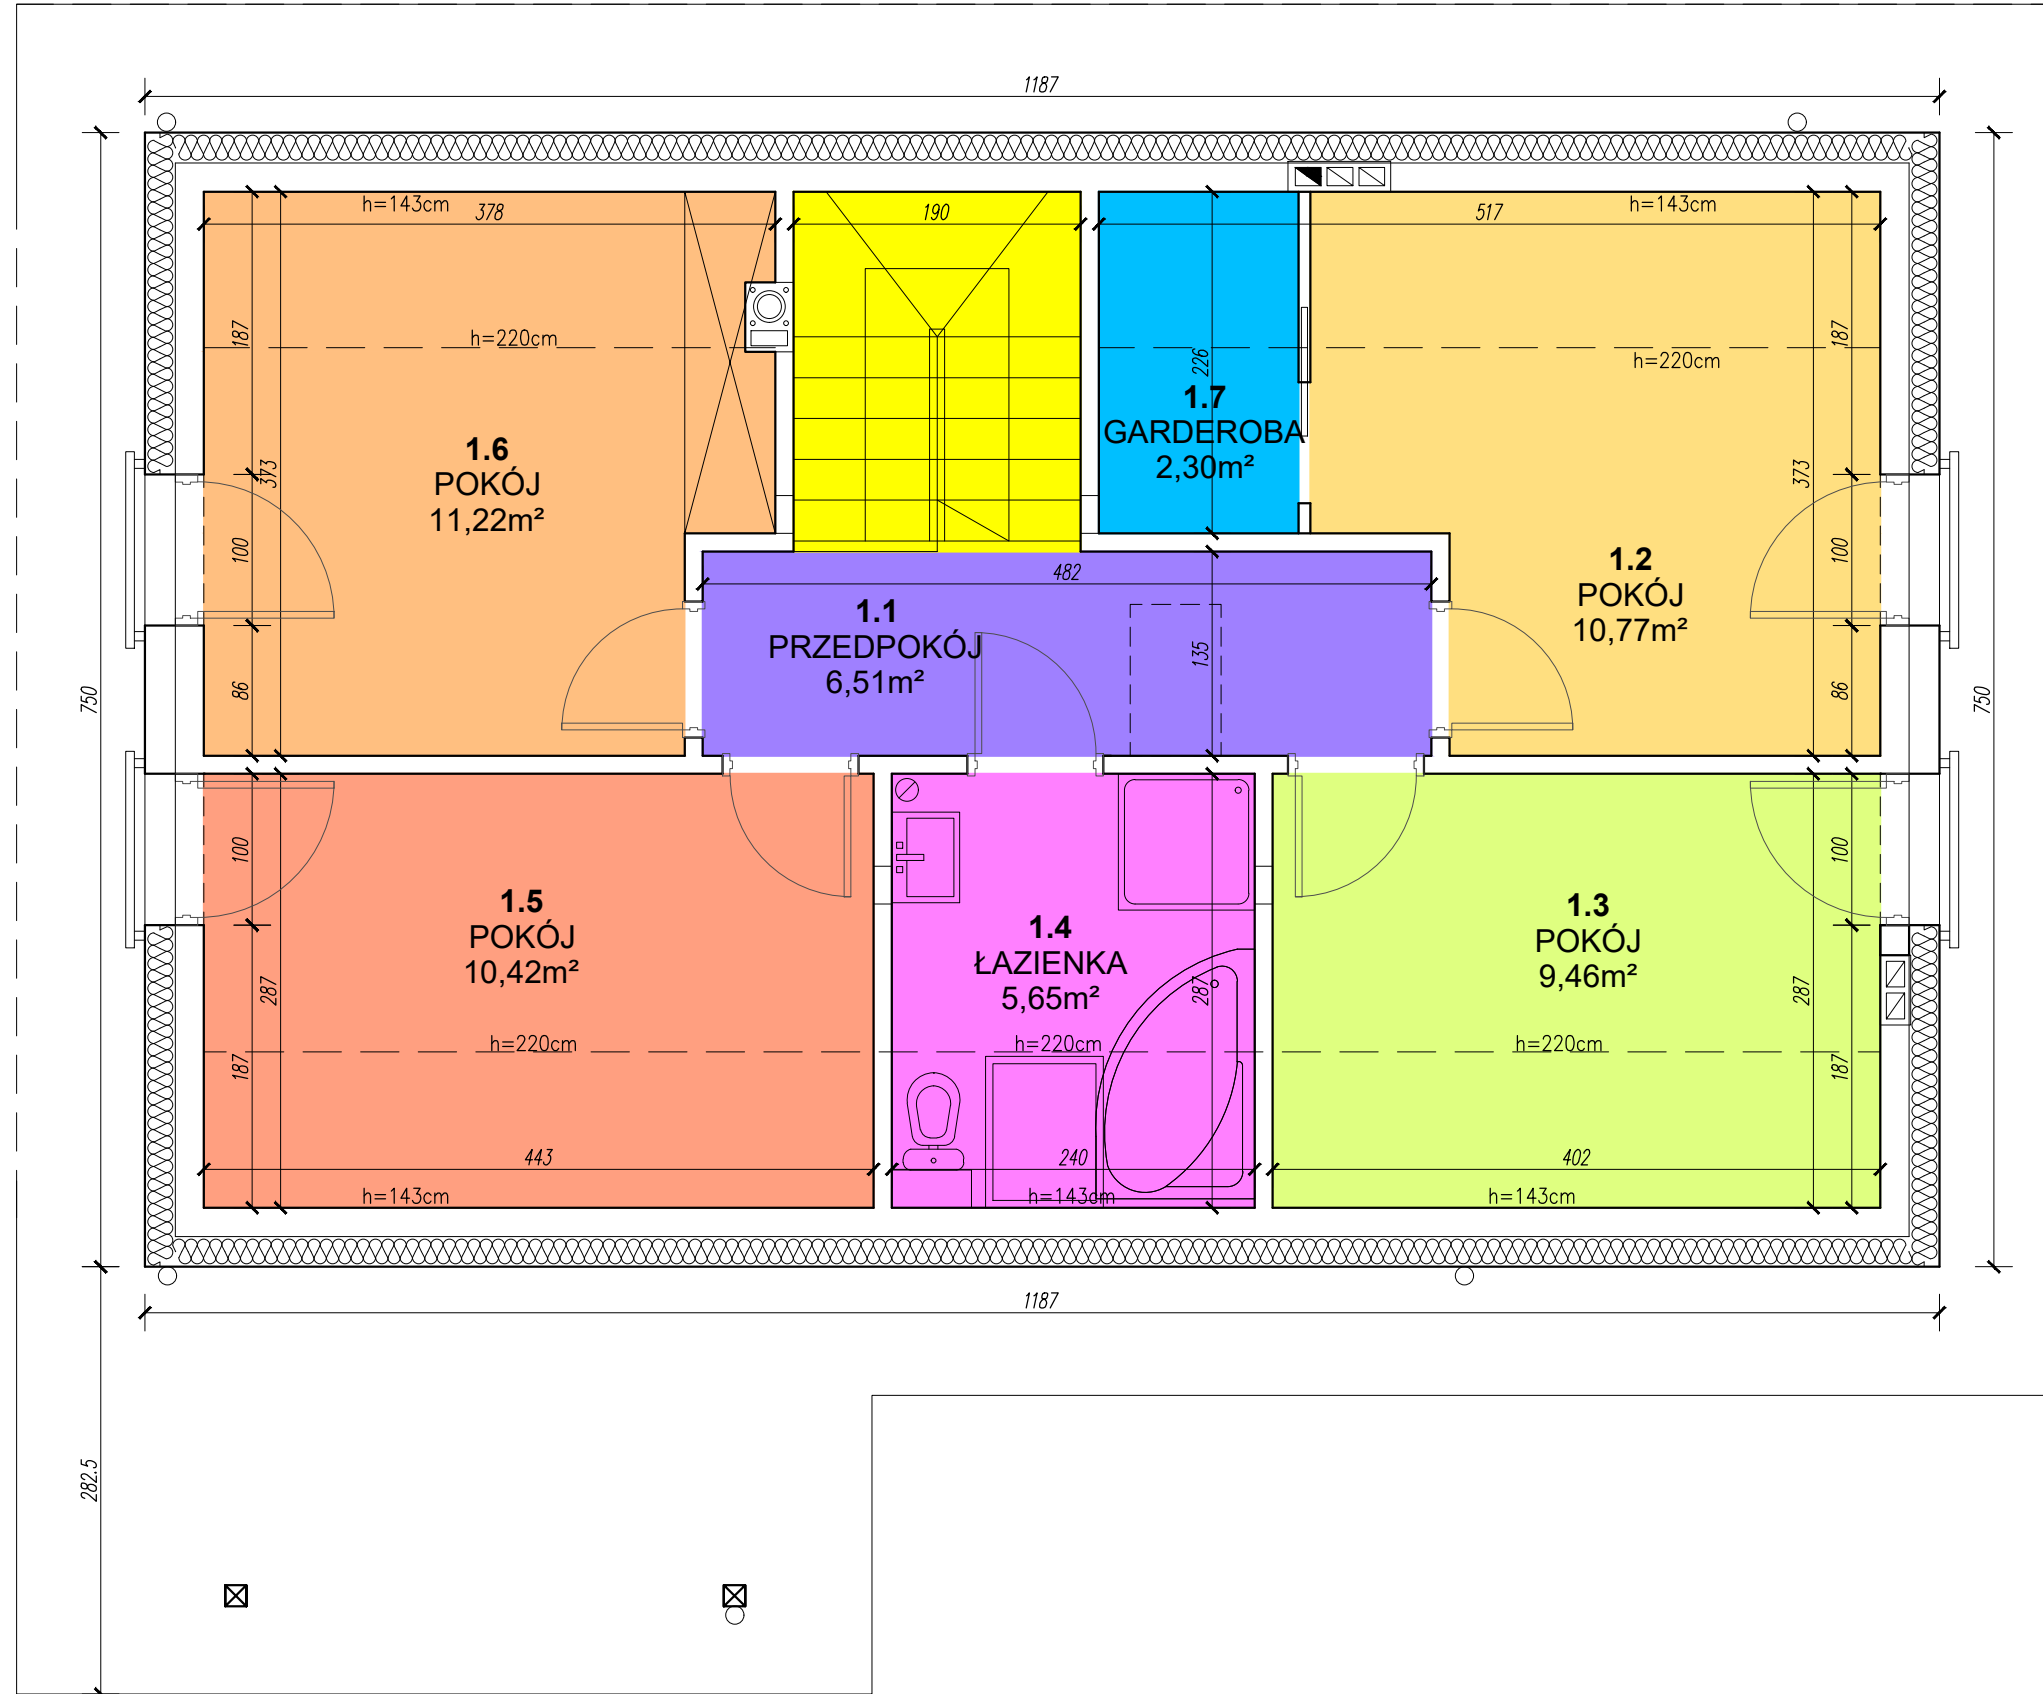 1187
h=143cm
378
190
517
h=143cm
187
h=220cm
226
187
h=220cm
373
1.6
POKÓJ
11,22m²
1.7
GARDEROBA
2,30m²
373
100
482
100
1.2
POKÓJ
10,77m²
1.1
PRZEDPOKÓJ
6,51m²
135
86
86
750
750
100
287
1.5
POKÓJ
10,42m²
1.4
ŁAZIENKA
5,65m²
287
1.3
POKÓJ
9,46m²
287
100
187
h=220cm
h=220cm
h=220cm
187
443
240
402
h=143cm
h=143cm
h=143cm
1187
282.5